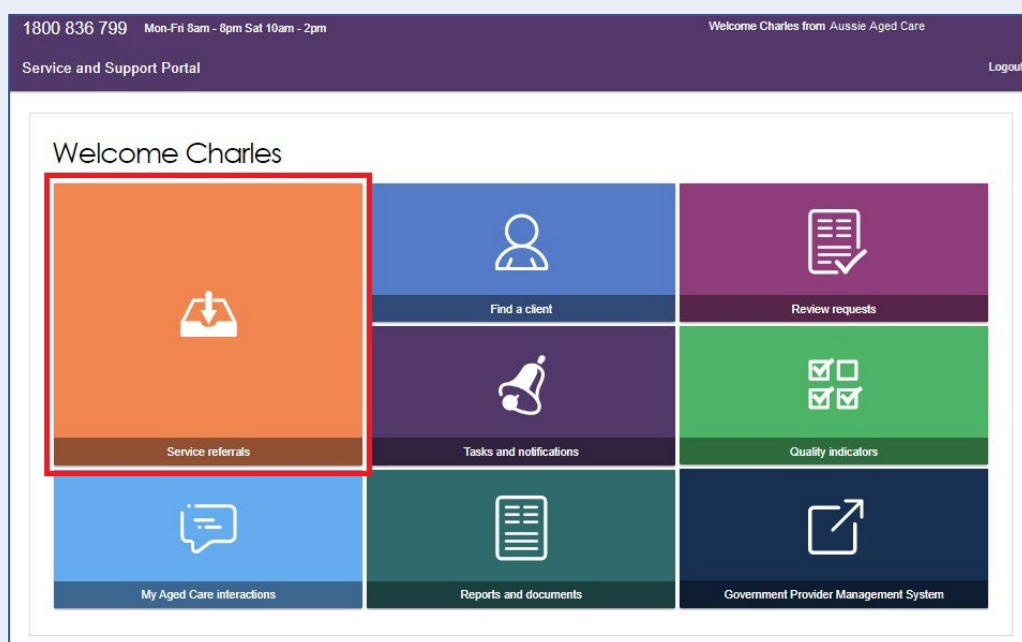 1800 836 799 Mon-Fri 8am - 8pm Sat 10am - 2pm Welcome Charles from Aussie Aged Care
Service and Support Portal Logout
Welcome Charles
Find a client Review requests
Service referrals Tasks and notifications Quality indicators
My Aged Care interactions Reports and documents Government Provider Management System